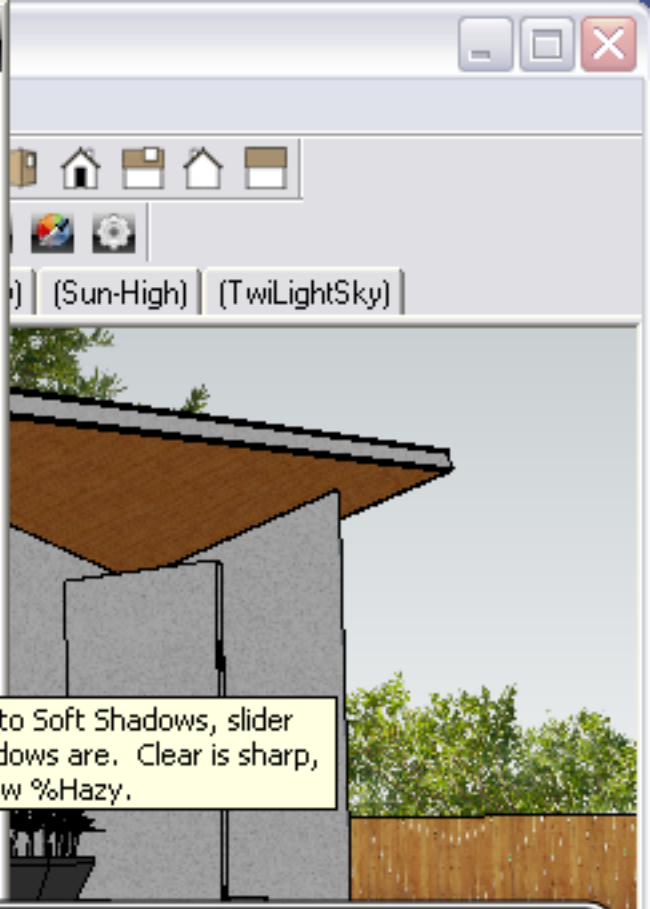 (Sun-High)
(TwiLightSky)
to Soft Shadows, slider
dows are. Clear is sharp,
w %Hazy.